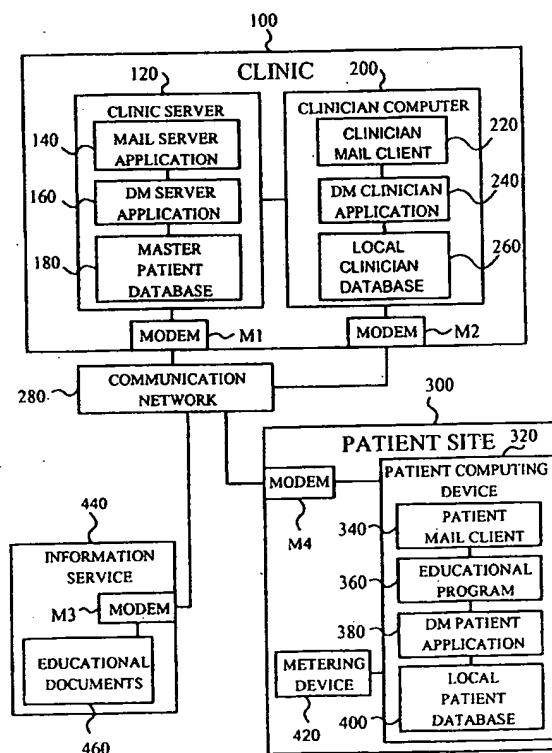 100
CLINIC
120
200
CLINIC SERVER
140
MAIL SERVER
APPLICATION
160
DM SERVER
APPLICATION
180
MASTER
PATIENT
DATABASE
CLINICIAN COMPUTER
CLINICIAN
MAIL CLIENT
220
DM CLINICIAN
APPLICATION
240
LOCAL
CLINICIAN
DATABASE
260
MODEM
M1
MODEM
M2
280
COMMUNICATION
NETWORK
300
PATIENT SITE
320
MODEM
M4
PATIENT COMPUTING
DEVICE
340
PATIENT
MAIL CLIENT
360
EDUCATIONAL
PROGRAM
380
DM PATIENT
APPLICATION
METERING
DEVICE
420
400
LOCAL
PATIENT
DATABASE
440
INFORMATION
SERVICE
M3
MODEM
EDUCATIONAL
DOCUMENTS
460